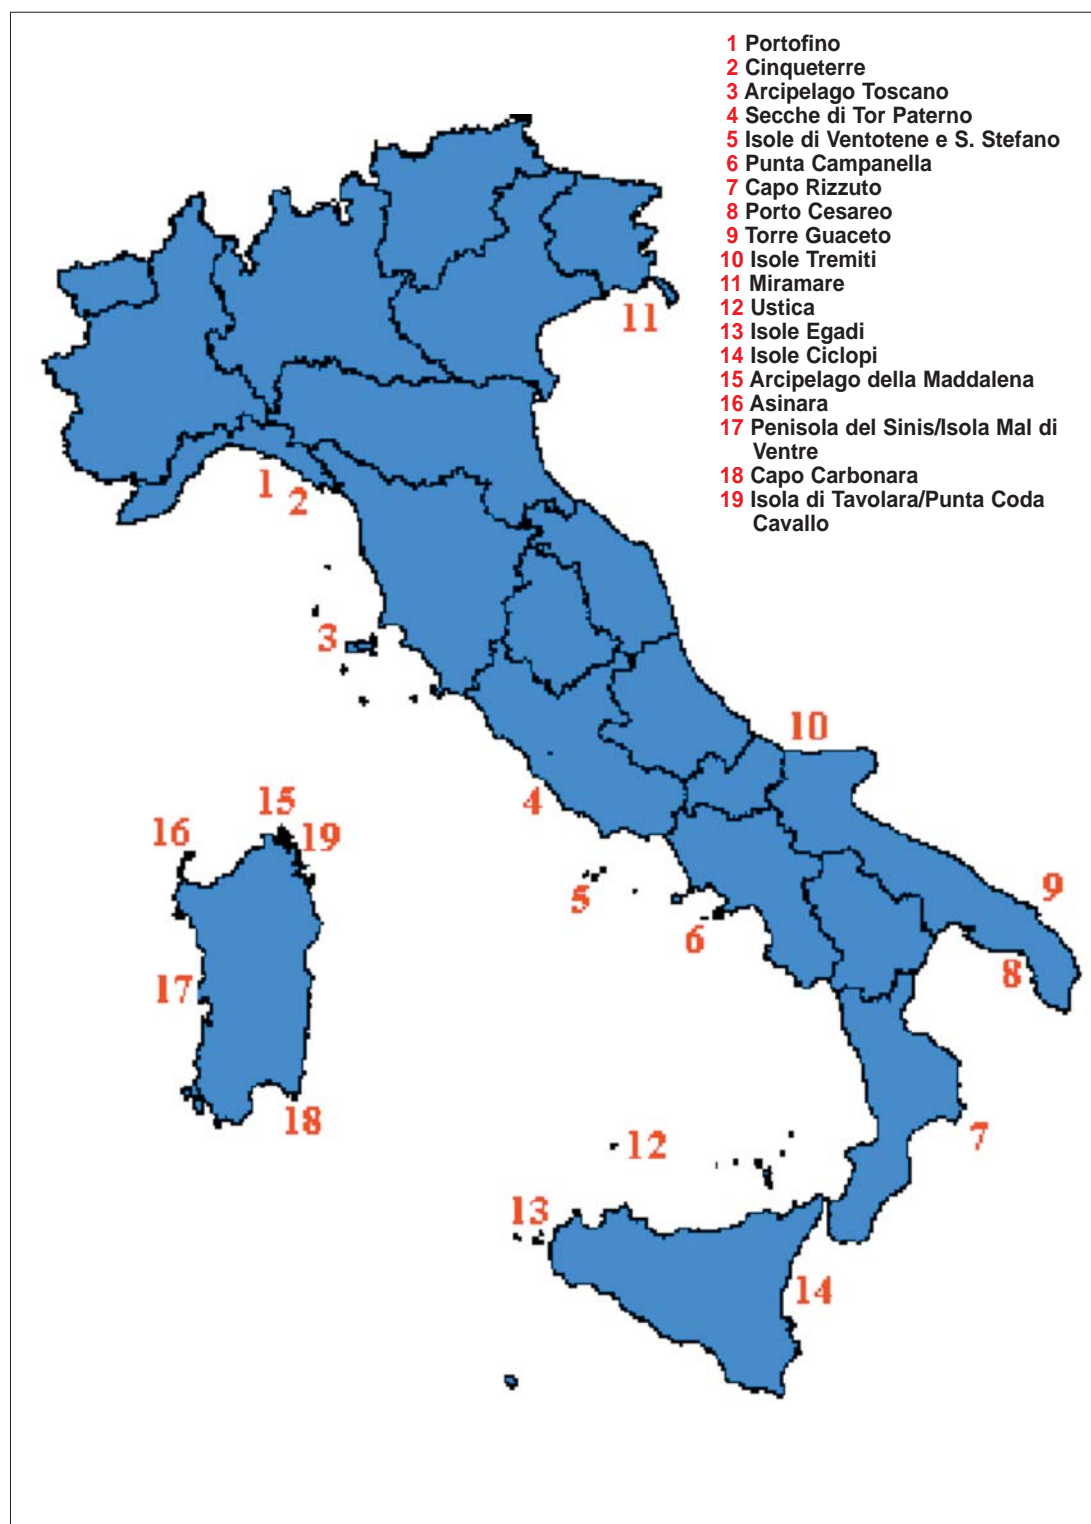 1 Portofino
2 Cinqueterre
3 Arcipelago Toscano
4 Secche di Tor Paterno
5 Isole di Ventotene e S. Stefano
6 Punta Campanella
7 Capo Rizzuto
8 Porto Cesareo
9 Torre Guaceto
10 Isole Tremiti
11 Miramare
12 Ustica
13 Isole Egadi
14 Isole Ciclopi
15 Arcipelago della Maddalena
16 Asinara
17 Penisola del Sinis/Isola Mal di
Ventre
18 Capo Carbonara
19 Isola di Tavolara/Punta Coda
Cavallo
11
1
2
3
10
4
15
16
19
5
6
9
8
17
18
7
12
13
14